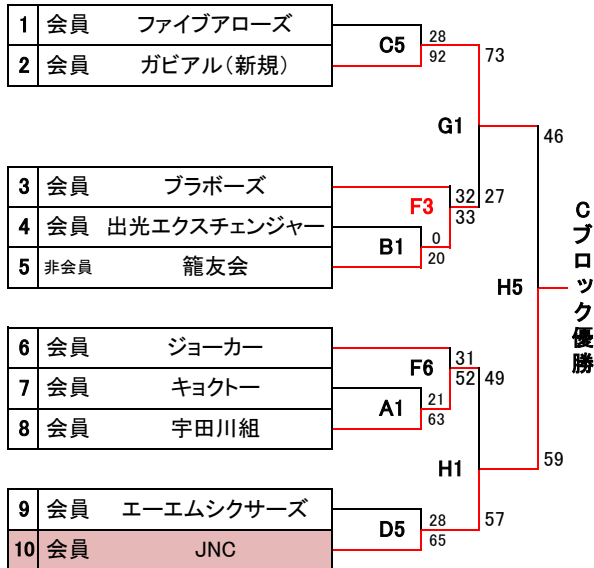 1 会員 ファイブアローズ
2 会員 ガビアル（新規）
C5
28
92
73
G1
46
3 会員 ブラボーズ
4 会員 出光エクスチェンジャー
5 非会員 籠友会
F3
32
33
27
B1
0
20
H5
Cブロック優勝
6 会員 ジョーカー
7 会員 キョクトー
8 会員 宇田川組
F6
31
52
49
A1
21
63
H1
59
9 会員 エーエムシクサーズ
10 会員 JNC
D5
28
65
57